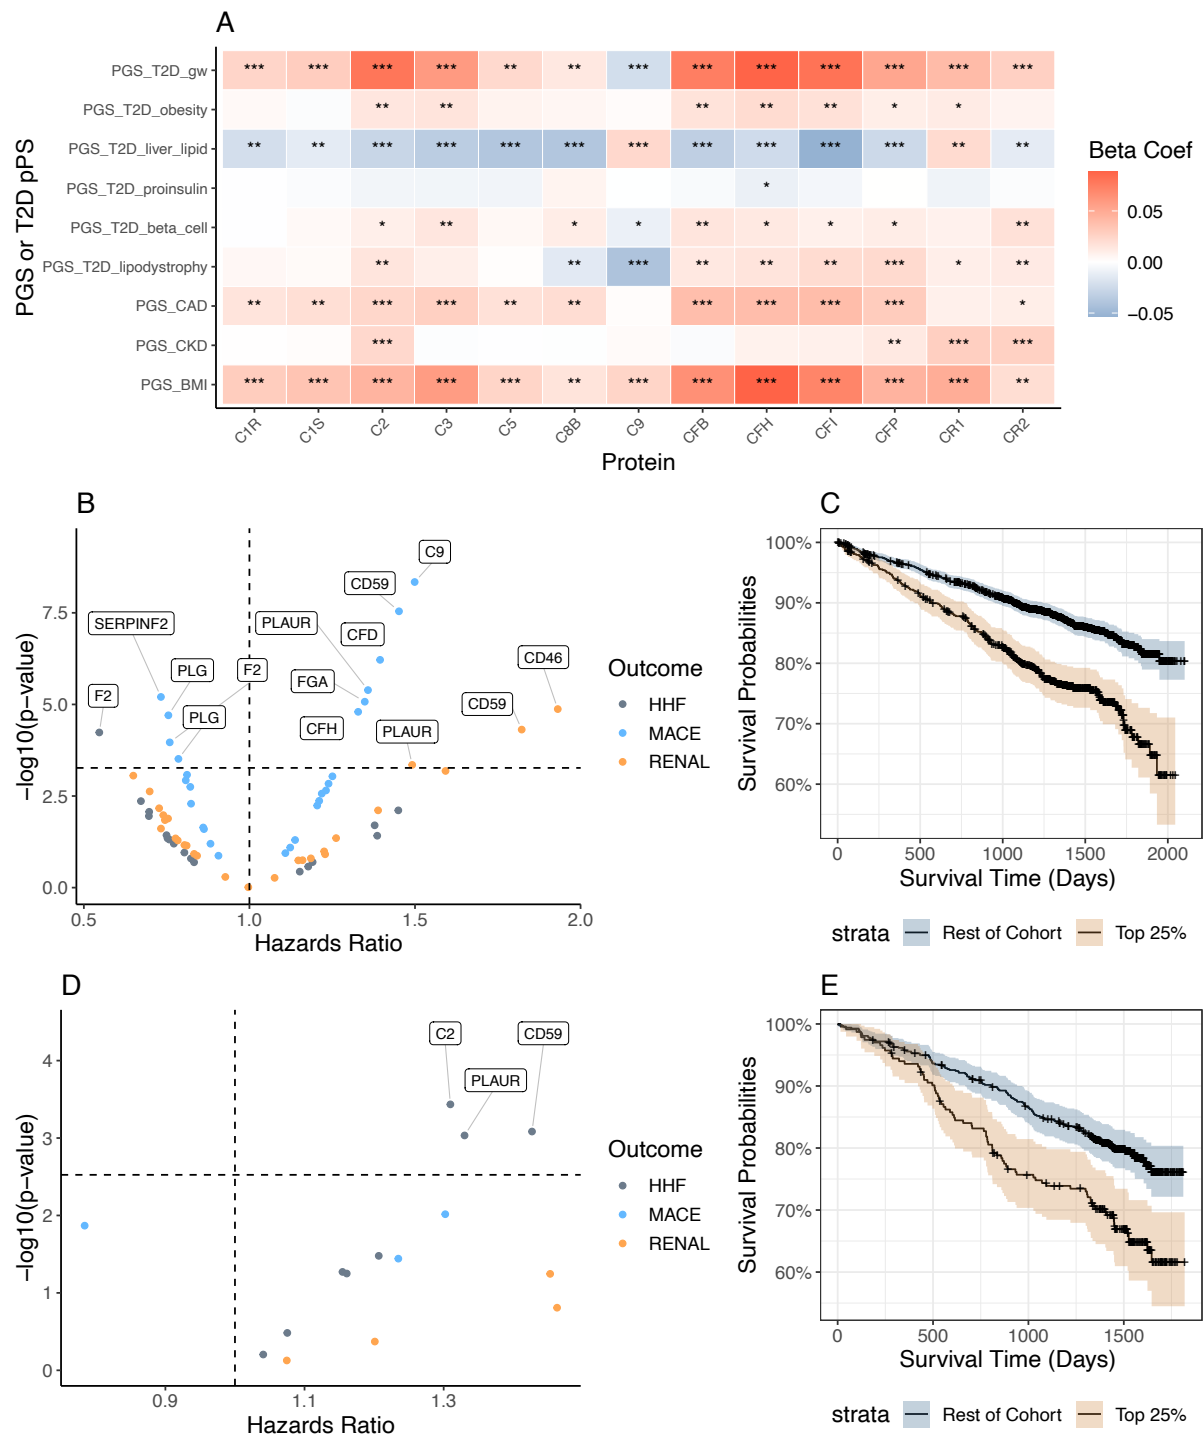 A
PGS or T2D pPS
PGS_T2D_gw *** *** *** *** ** ** *** *** *** *** *** *** ***
PGS_T2D_obesity ** ** ** ** ** * *
PGS_T2D_liver_lipid ** ** *** *** *** *** *** *** *** *** *** ** **
PGS_T2D_proinsulin *
PGS_T2D_beta_cell * ** * * ** * * * **
PGS_T2D_lipodystrophy ** ** *** ** ** ** *** * **
PGS_CAD ** ** *** *** ** ** *** *** *** *** *
PGS_CKD *** ** *** ***
PGS_BMI *** *** *** *** *** ** *** *** *** *** *** *** **
C1R C1S C2 C3 C5 C8B C9 CFB CFH CFI CFP CR1 CR2
Protein
Beta Coef
0.05
0.00
−0.05
B
−log10(p−value)
7.5
5.0
2.5
0.0
C9
CD59
SERPINF2
PLAUR
CFD
PLG
F2
CD46
F2
FGA
CD59
PLG
CFH
PLAUR
0.5 1.0 1.5 2.0
Hazards Ratio
Outcome
HHF
MACE
RENAL
C
Survival Probabilities
100%
90%
80%
70%
60%
0 500 1000 1500 2000
Survival Time (Days)
strata Rest of Cohort Top 25%
D
−log10(p−value)
4
3
2
1
0
C2
CD59
PLAUR
0.9 1.1 1.3
Hazards Ratio
Outcome
HHF
MACE
RENAL
E
Survival Probabilities
100%
90%
80%
70%
60%
0 500 1000 1500
Survival Time (Days)
strata Rest of Cohort Top 25%